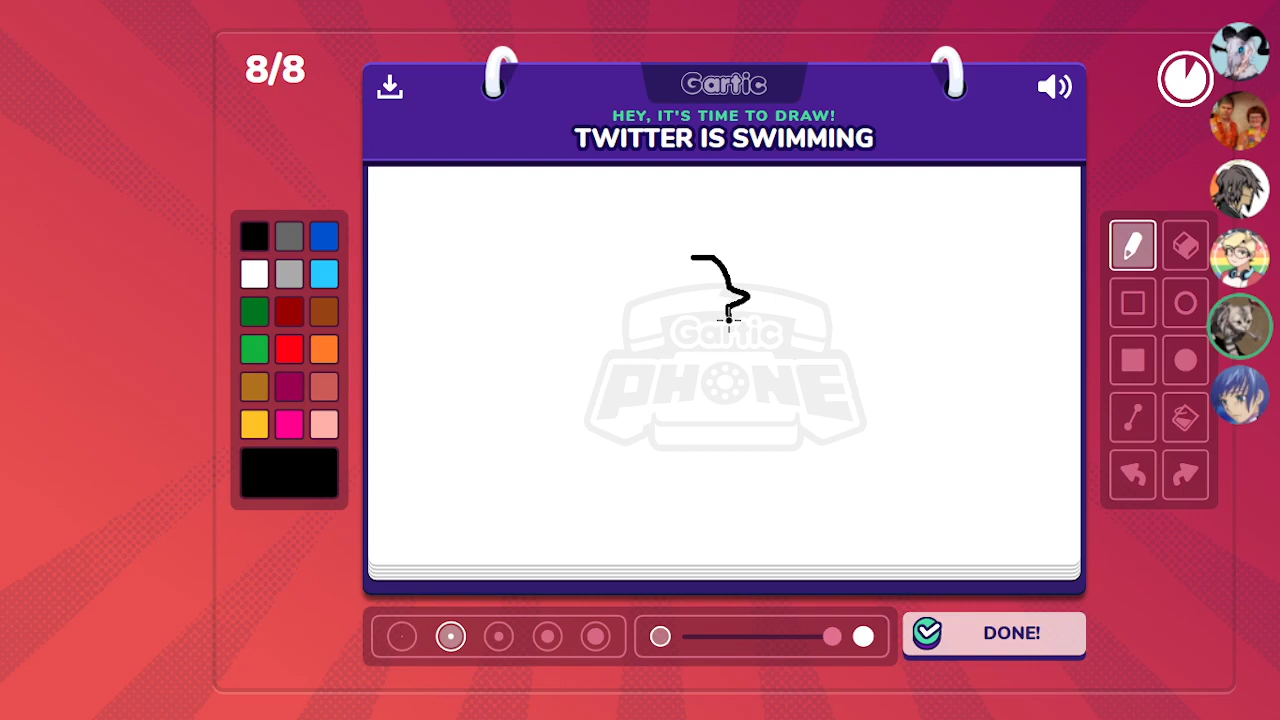 8/8
Gartic
HEY, IT'S TIME TO DRAW!
TWITTER IS SWIMMING
Gartic
PHONE
DONE!